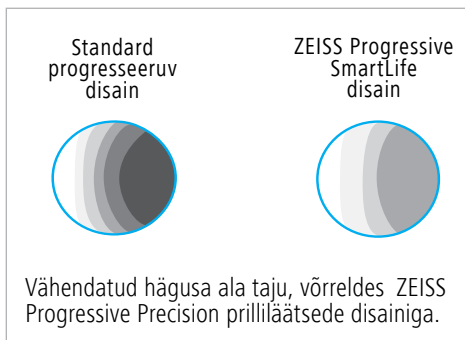 Standard
progresseeruv
disain
ZEISS Progressive
SmartLife
disain
Vähendatud hägusa ala taju, võrreldes ZEISS
Progressive Precision prilliläätsede disainiga.